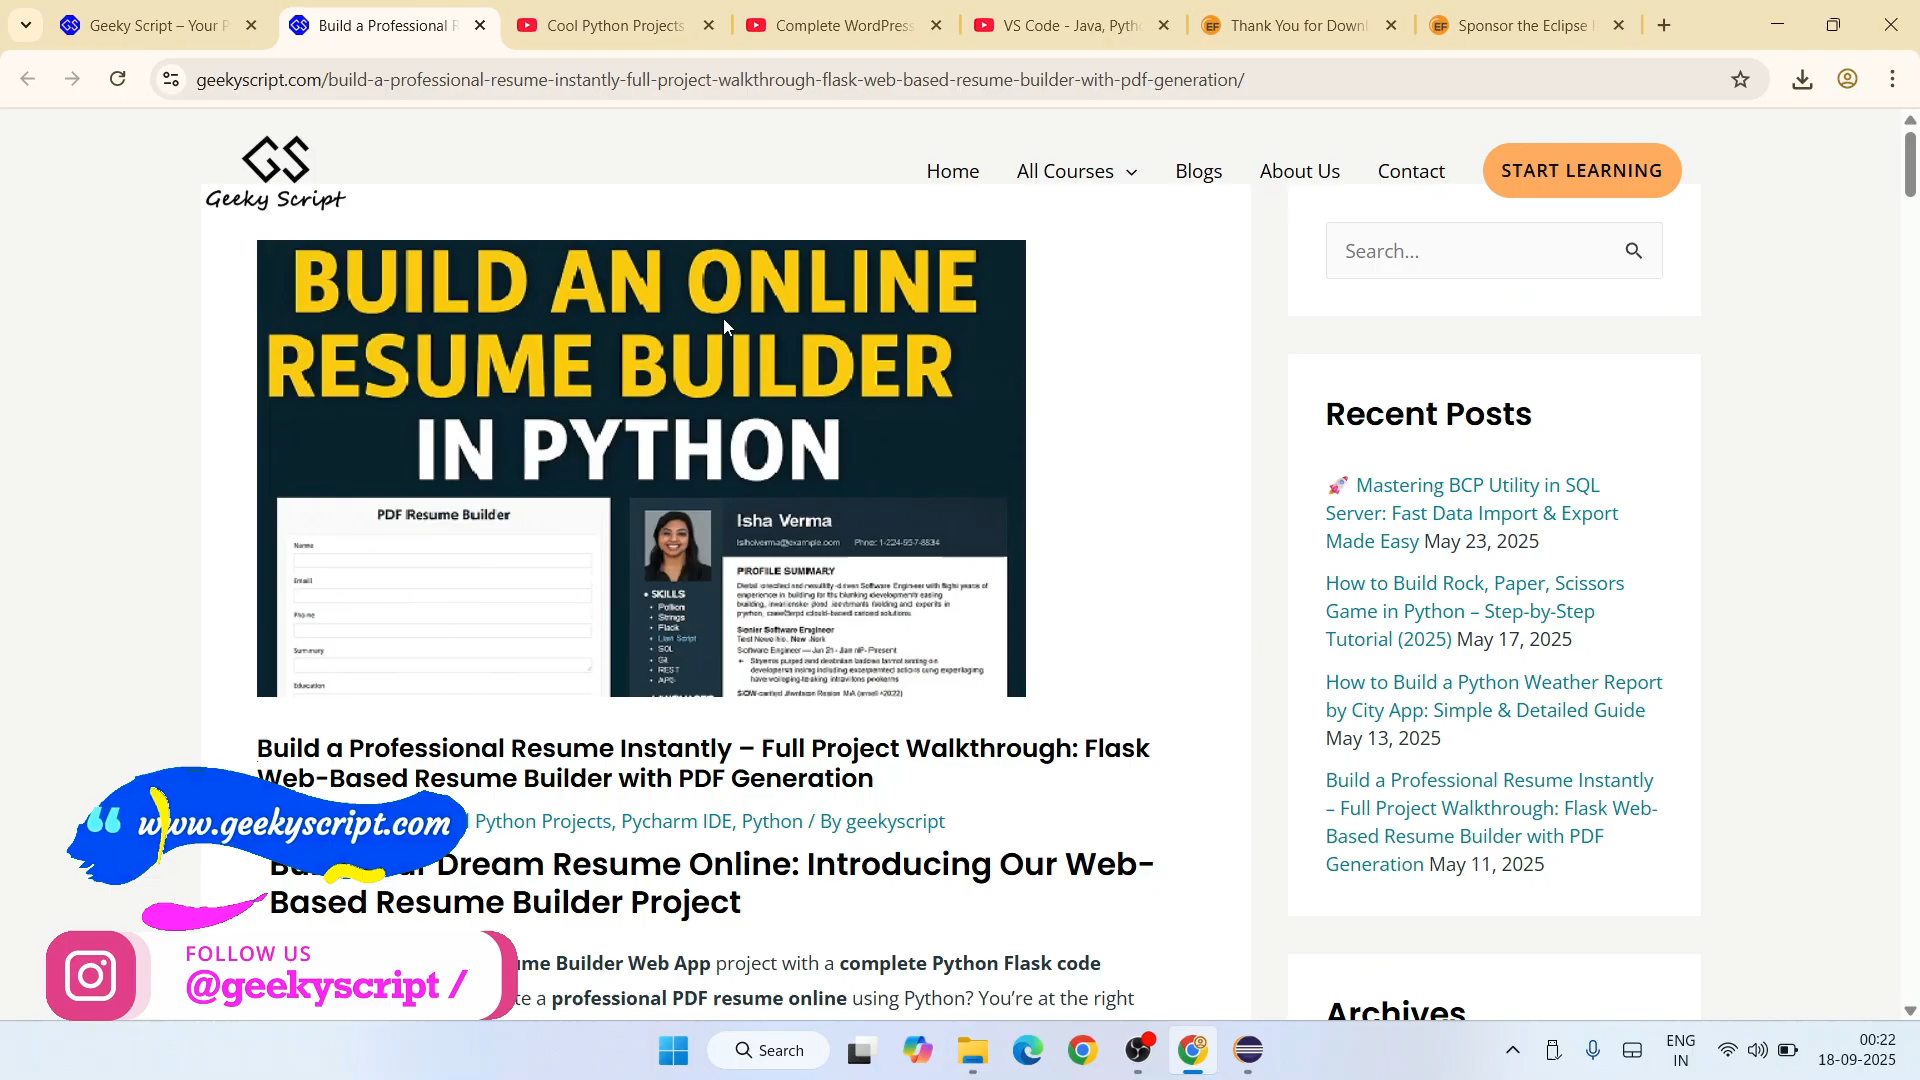 Geeky Script – Your P
Build a Professional R
Cool Python Projects
Complete WordPress
VS Code - Java, Pyth
Thank You for Downl
Sponsor the Eclipse I
geekyscript.com/build-a-professional-resume-instantly-full-project-walkthrough-flask-web-based-resume-builder-with-pdf-generation/
GS
Geeky Script
Home
All Courses
Blogs
About Us
Contact
START LEARNING
BUILD AN ONLINE
RESUME BUILDER
IN PYTHON
PDF Resume Builder
Name
Email
Summary
Education
Isha Verma
PROFILE SUMMARY
SKILLS
Strings
SQL
REST
Search...
Recent Posts
🚀 Mastering BCP Utility in SQL
Server: Fast Data Import & Export
Made Easy May 23, 2025
How to Build Rock, Paper, Scissors
Game in Python – Step-by-Step
Tutorial (2025) May 17, 2025
How to Build a Python Weather Report
by City App: Simple & Detailed Guide
May 13, 2025
Build a Professional Resume Instantly
– Full Project Walkthrough: Flask Web-
Based Resume Builder with PDF
Generation May 11, 2025
Archives
Build a Professional Resume Instantly – Full Project Walkthrough: Flask
Web-Based Resume Builder with PDF Generation
Python Projects, Pycharm IDE, Python / By geekyscript
Dream Resume Online: Introducing Our Web-
Based Resume Builder Project
Builder Web App project with a complete Python Flask code
a professional PDF resume online using Python? You're at the right
www.geekyscript.com
FOLLOW US
@geekyscript /
Search
ENG
IN
00:22
18-09-2025